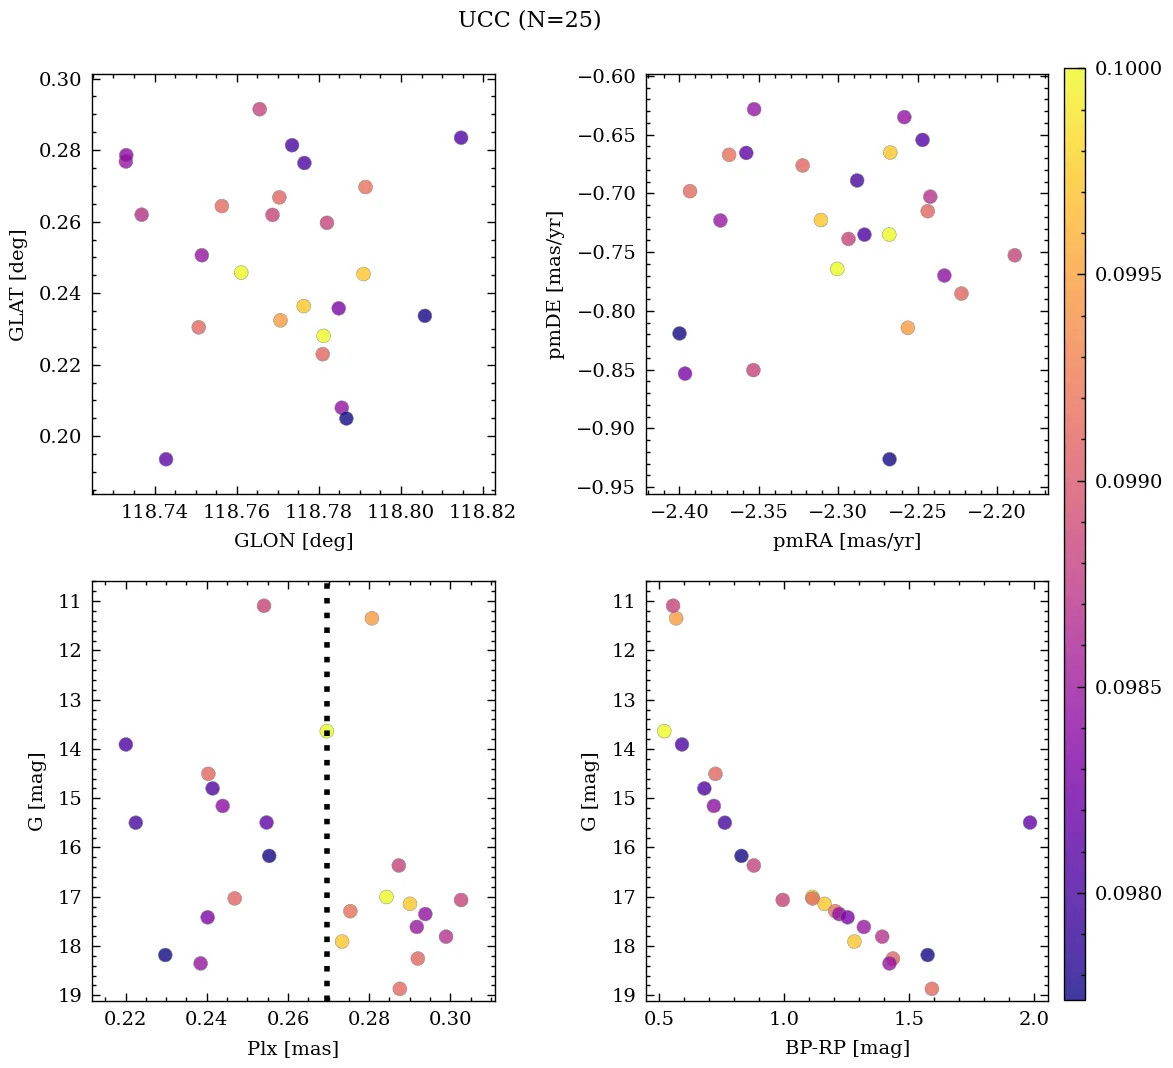 UCC (N=25)
0.30
0.28
0.26
0.24
0.22
0.20
GLAT [deg]
118.74 118.76 118.78 118.80 118.82
GLON [deg]
−0.60
−0.65
−0.70
−0.75
−0.80
−0.85
−0.90
−0.95
pmDE [mas/yr]
−2.40 −2.35 −2.30 −2.25 −2.20
pmRA [mas/yr]
11
12
13
14
15
16
17
18
19
G [mag]
0.22 0.24 0.26 0.28 0.30
Plx [mas]
11
12
13
14
15
16
17
18
19
G [mag]
0.5 1.0 1.5 2.0
BP-RP [mag]
0.1000
0.0995
0.0990
0.0985
0.0980